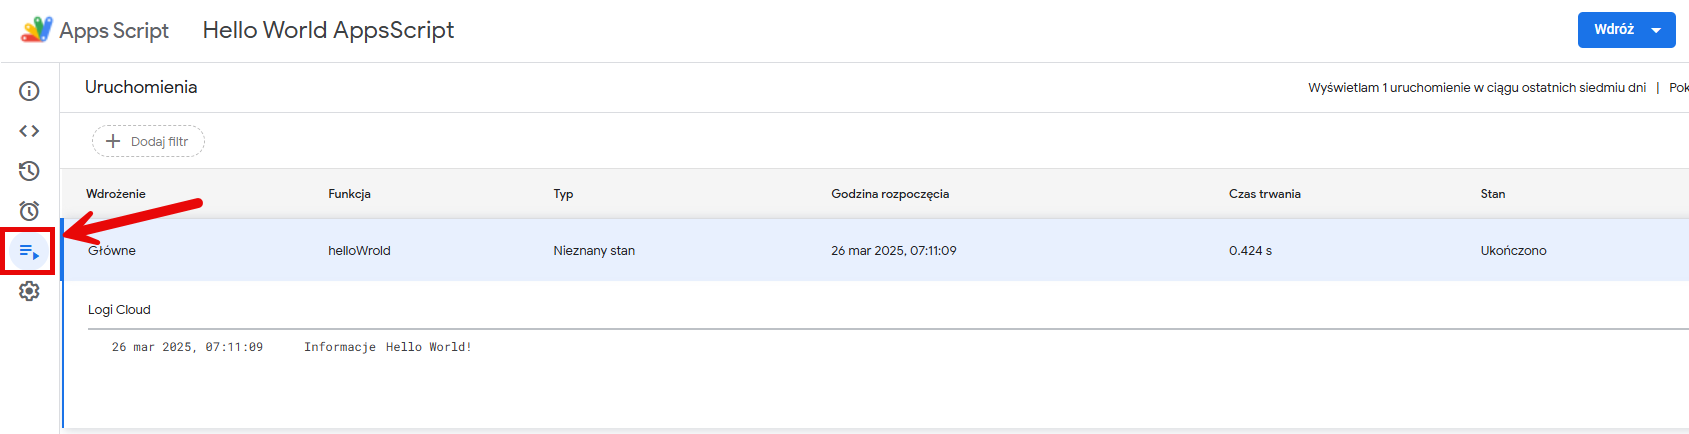 Apps Script Hello World AppsScript Wdróż
Uruchomienia Wyświetlam 1 uruchomienie w ciągu ostatnich siedmiu dni | Pok
Dodaj filtr
Wdrożenie Funkcja Typ Godzina rozpoczęcia Czas trwania Stan
Główne helloWrold Nieznany stan 26 mar 2025, 07:11:09 0.424 s Ukończono
Logi Cloud
26 mar 2025, 07:11:09 Informacje Hello World!